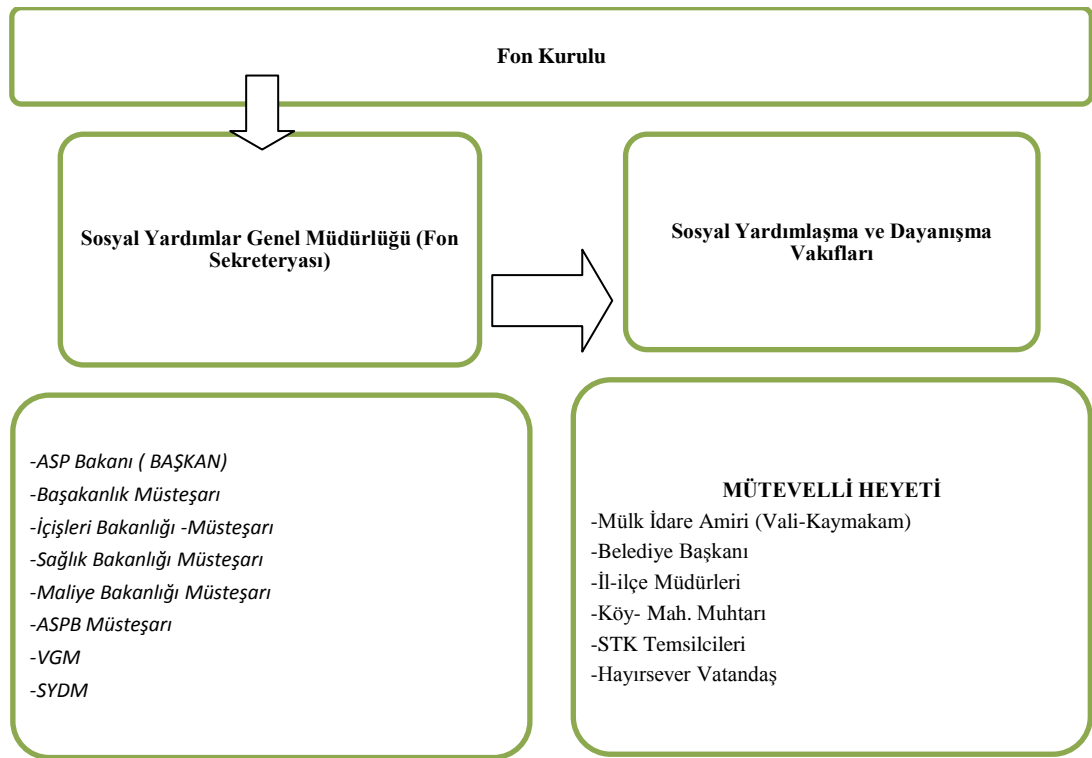 Fon Kurulu
Sosyal Yardımlar Genel Müdürlüğü (Fon
Sekreteryası)
Sosyal Yardımlaşma ve Dayanışma
Vakıfları
-ASP Bakanı ( BAŞKAN)
-Başakanlık Müsteşarı
-İçişleri Bakanlığı -Müsteşarı
-Sağlık Bakanlığı Müsteşarı
-Maliye Bakanlığı Müsteşarı
-ASPB Müsteşarı
-VGM
-SYDM
MÜTEVELLİ HEYETİ
-Mülk İdare Amiri (Vali-Kaymakam)
-Belediye Başkanı
-İl-ilçe Müdürleri
-Köy- Mah. Muhtarı
-STK Temsilcileri
-Hayırsever Vatandaş